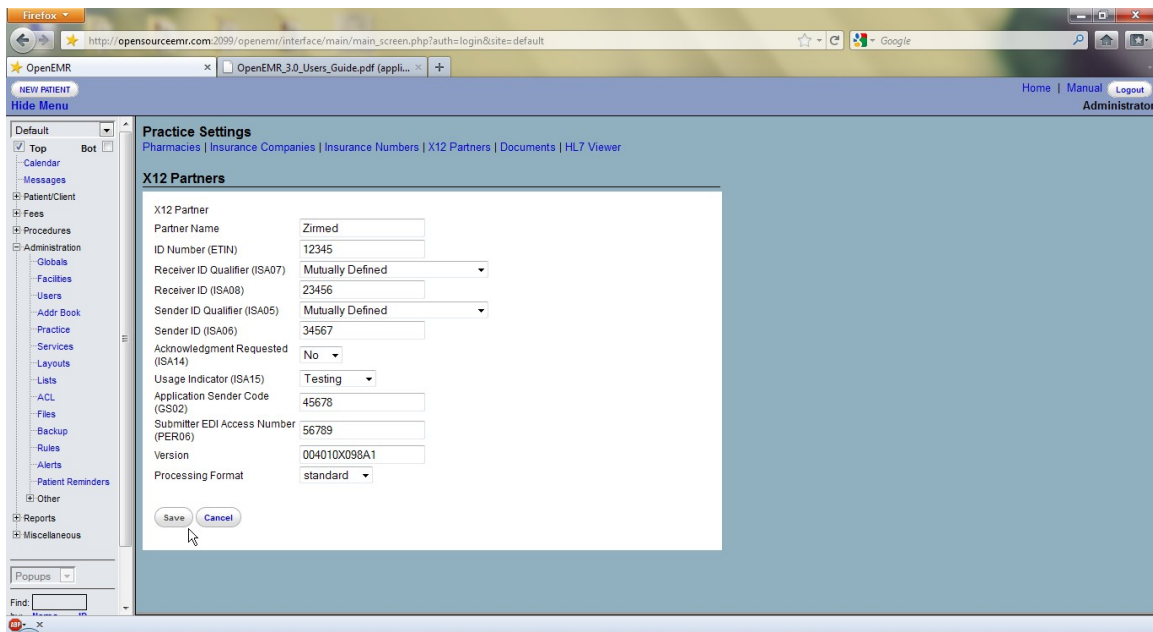 Firefox
http://opensourceemr.com:2099/openemr/interface/main/main_screen.php?auth=login&site=default
Google
OpenEMR
OpenEMR_3.0_Users_Guide.pdf (appli...
NEW PATIENT
Home | Manual Logout
Hide Menu
Administrator
Default
Top Bot
Calendar
Messages
Patient/Client
Fees
Procedures
Administration
Globals
Facilities
Users
Addr Book
Practice
Services
Layouts
Lists
ACL
Files
Backup
Rules
Alerts
Patient Reminders
Other
Reports
Miscellaneous
Popups
Find:
Practice Settings
Pharmacies | Insurance Companies | Insurance Numbers | X12 Partners | Documents | HL7 Viewer
X12 Partners
X12 Partner
Partner Name Zirmed
ID Number (ETIN) 12345
Receiver ID Qualifier (ISA07) Mutually Defined
Receiver ID (ISA08) 23456
Sender ID Qualifier (ISA05) Mutually Defined
Sender ID (ISA06) 34567
Acknowledgment Requested
(ISA14) No
Usage Indicator (ISA15) Testing
Application Sender Code
(GS02) 45678
Submitter EDI Access Number
(PER06) 56789
Version 004010X098A1
Processing Format standard
Save Cancel
ABP